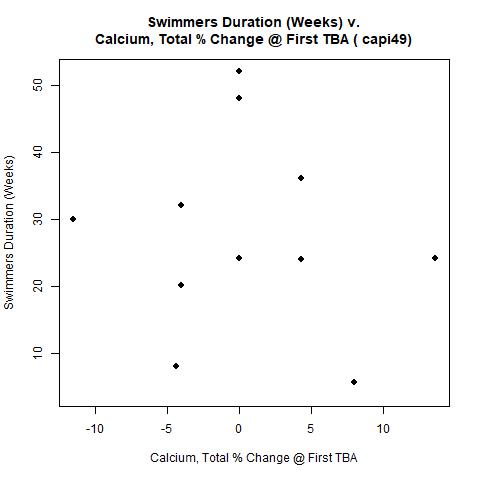 Swimmers Duration (Weeks) v.
Calcium, Total % Change @ First TBA ( capi49)
Swimmers Duration (Weeks)
50
40
30
20
10
-10 -5 0 5 10
Calcium, Total % Change @ First TBA